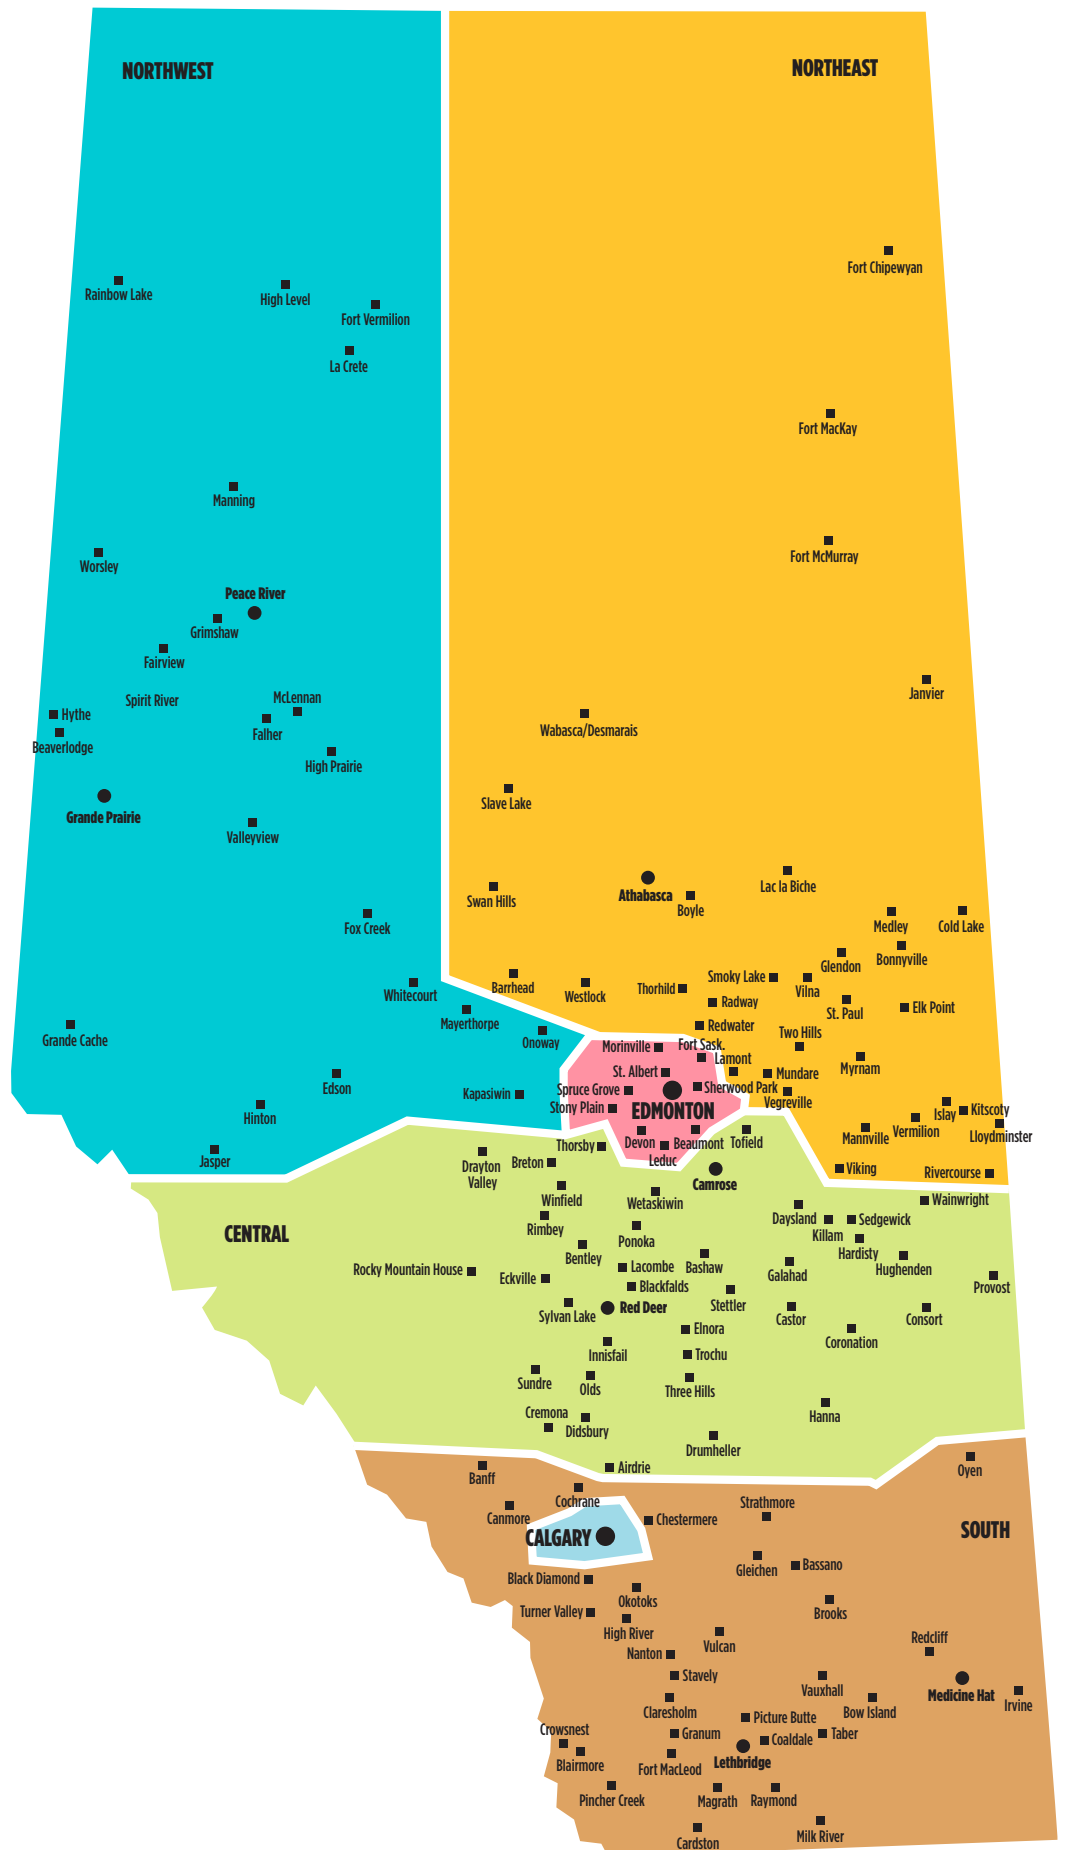 NORTHWEST
NORTHEAST
Fort Chipewyan
Rainbow Lake
High Level
Fort Vermilion
La Crete
Fort MacKay
Manning
Fort McMurray
Worsley
Peace River
Grimshaw
Fairview
Janvier
Spirit River
McLennan
Hythe
Wabasca/Desmarais
Falher
Beaverlodge
High Prairie
Slave Lake
Grande Prairie
Valleyview
Lac la Biche
Athabasca
Swan Hills
Boyle
Fox Creek
Medley
Cold Lake
Bonnyville
Glendon
Smoky Lake
Barrhead
Thorhild
Vilna
Whitecourt
Westlock
Radway
Elk Point
St. Paul
Mayerthorpe
Redwater
Two Hills
Grande Cache
Onoway
Morinville
Fort Sask.
Lamont
Myrnam
St. Albert
Mundare
Edson
Kapasiwin
Spruce Grove
Sherwood Park
Vegreville
Stony Plain
EDMONTON
Islay
Kitscoty
Hinton
Vermilion
Lloydminster
Mannville
Devon
Beaumont
Tofield
Thorsby
Leduc
Jasper
Drayton
Valley
Breton
Viking
Rivercourse
Camrose
Winfield
Wetaskiwin
Wainwright
CENTRAL
Rimbey
Daysland
Sedgewick
Killam
Ponoka
Hardisty
Bentley
Rocky Mountain House
Lacombe
Bashaw
Hughenden
Eckville
Galahad
Blackfalds
Provost
Stettler
Sylvan Lake
Red Deer
Castor
Consort
Elnora
Coronation
Innisfail
Trochu
Sundre
Olds
Three Hills
Cremona
Hanna
Didsbury
Drumheller
Airdrie
Oyen
Banff
Cochrane
Strathmore
Canmore
Chestermere
SOUTH
CALGARY
Gleichen
Bassano
Black Diamond
Okotoks
Turner Valley
Brooks
High River
Redcliff
Vulcan
Nanton
Stavely
Vauxhall
Medicine Hat
Irvine
Claresholm
Bow Island
Picture Butte
Crowsnest
Granum
Coaldale
Taber
Blairmore
Fort MacLeod
Lethbridge
Pincher Creek
Magrath
Raymond
Cardston
Milk River